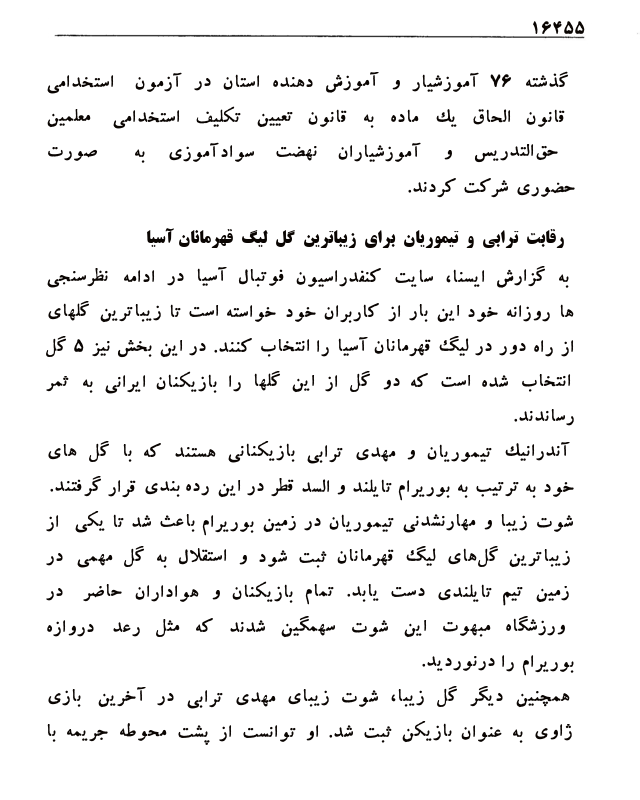 ۱۶۴۵۵
گذشته ۷۶ آموزشیار و آموزش دهنده استان در آزمون استخدامی
قانون الحاق یك ماده به قانون تعیین تکلیف استخدامی معلمین
حق‌التدریس و آموزشیاران نهضت سوادآموزی به صورت
حضوری شرکت کردند.
رقابت ترابی و تیموریان برای زیباترین گل لیگ قهرمانان آسیا
به گزارش ایسنا، سایت کنفدراسیون فوتبال آسیا در ادامه نظرسنجی
ها روزانه خود این بار از کاربران خود خواسته است تا زیباترین گلهای
از راه دور در لیگ قهرمانان آسیا را انتخاب کنند. در این بخش نیز ۵ گل
انتخاب شده است که دو گل از این گلها را بازیکنان ایرانی به ثمر
رساندند.
آندرانیك تیموریان و مهدی ترابی بازیکنانی هستند که با گل های
خود به ترتیب به بوریرام تایلند و السد قطر در این رده بندی قرار گرفتند.
شوت زیبا و مهارنشدنی تیموریان در زمین بوریرام باعث شد تا یکی از
زیباترین گل‌های لیگ قهرمانان ثبت شود و استقلال به گل مهمی در
زمین تیم تایلندی دست یابد. تمام بازیکنان و هواداران حاضر در
ورزشگاه مبهوت این شوت سهمگین شدند که مثل رعد دروازه
بوریرام را درنوردید.
همچنین دیگر گل زیبا، شوت زیبای مهدی ترابی در آخرین بازی
ژاوی به عنوان بازیکن ثبت شد. او توانست از پشت محوطه جریمه با